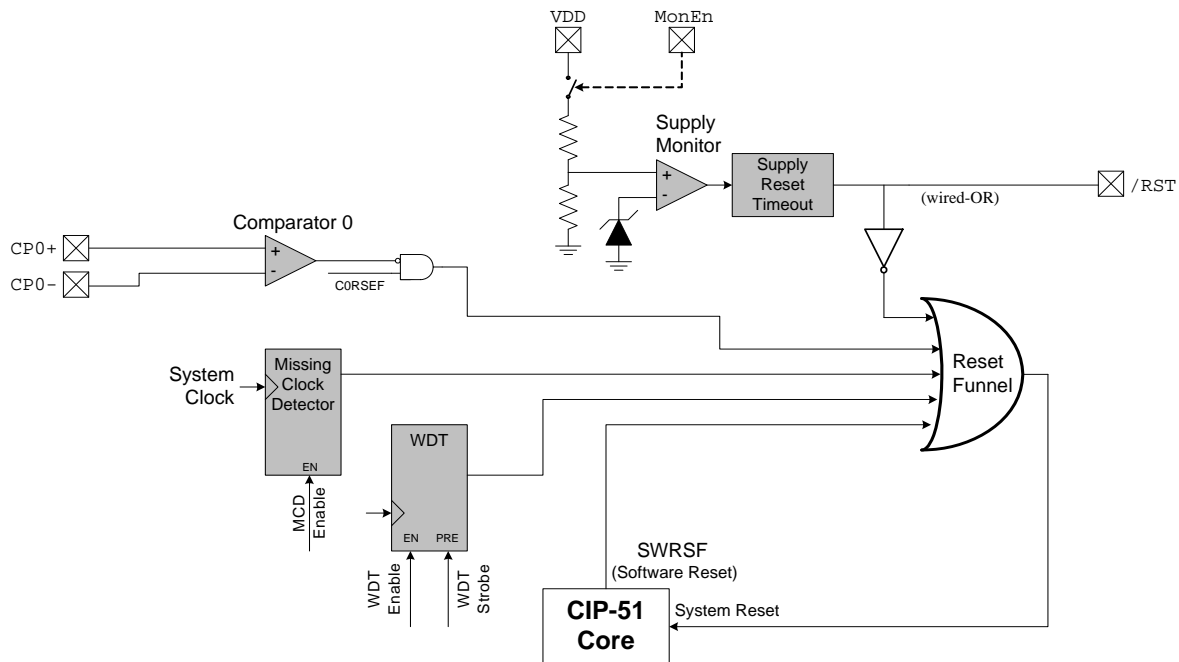 VDD
MonEn
Supply
Monitor
+
-
Supply
Reset
Timeout
(wired-OR)
/RST
Comparator 0
CP0+
CP0-
+
-
C0RSEF
System
Clock
Missing
Clock
Detector
EN
MCD
Enable
WDT
EN
PRE
WDT
Enable
WDT
Strobe
Reset
Funnel
SWRSF
(Software Reset)
CIP-51
Core
System Reset